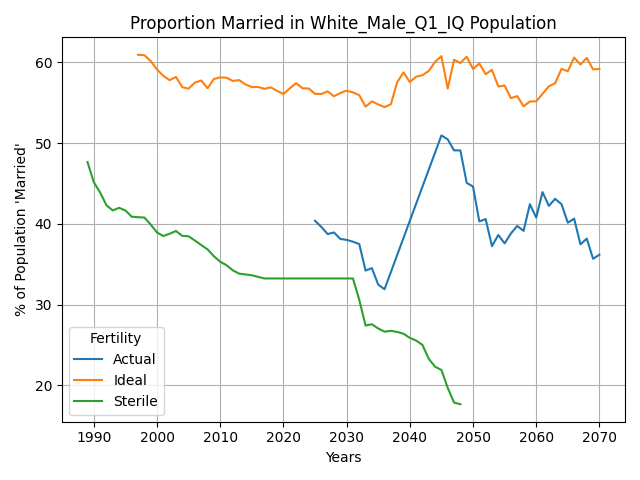 Proportion Married in White_Male_Q1_IQ Population
% of Population 'Married'
60
50
40
30
20
Fertility
Actual
Ideal
Sterile
1990 2000 2010 2020 2030 2040 2050 2060 2070
Years